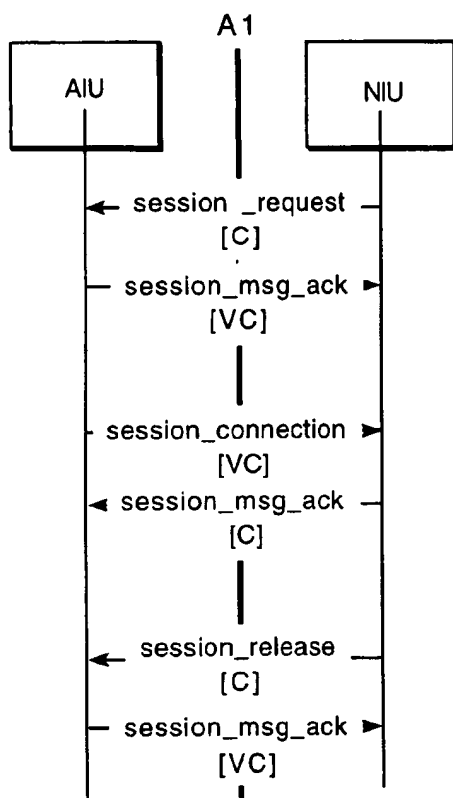 A1
AIU
NIU
session _request
[C]
session_msg_ack
[VC]
session_connection
[VC]
session_msg_ack
[C]
session_release
[C]
session_msg_ack
[VC]